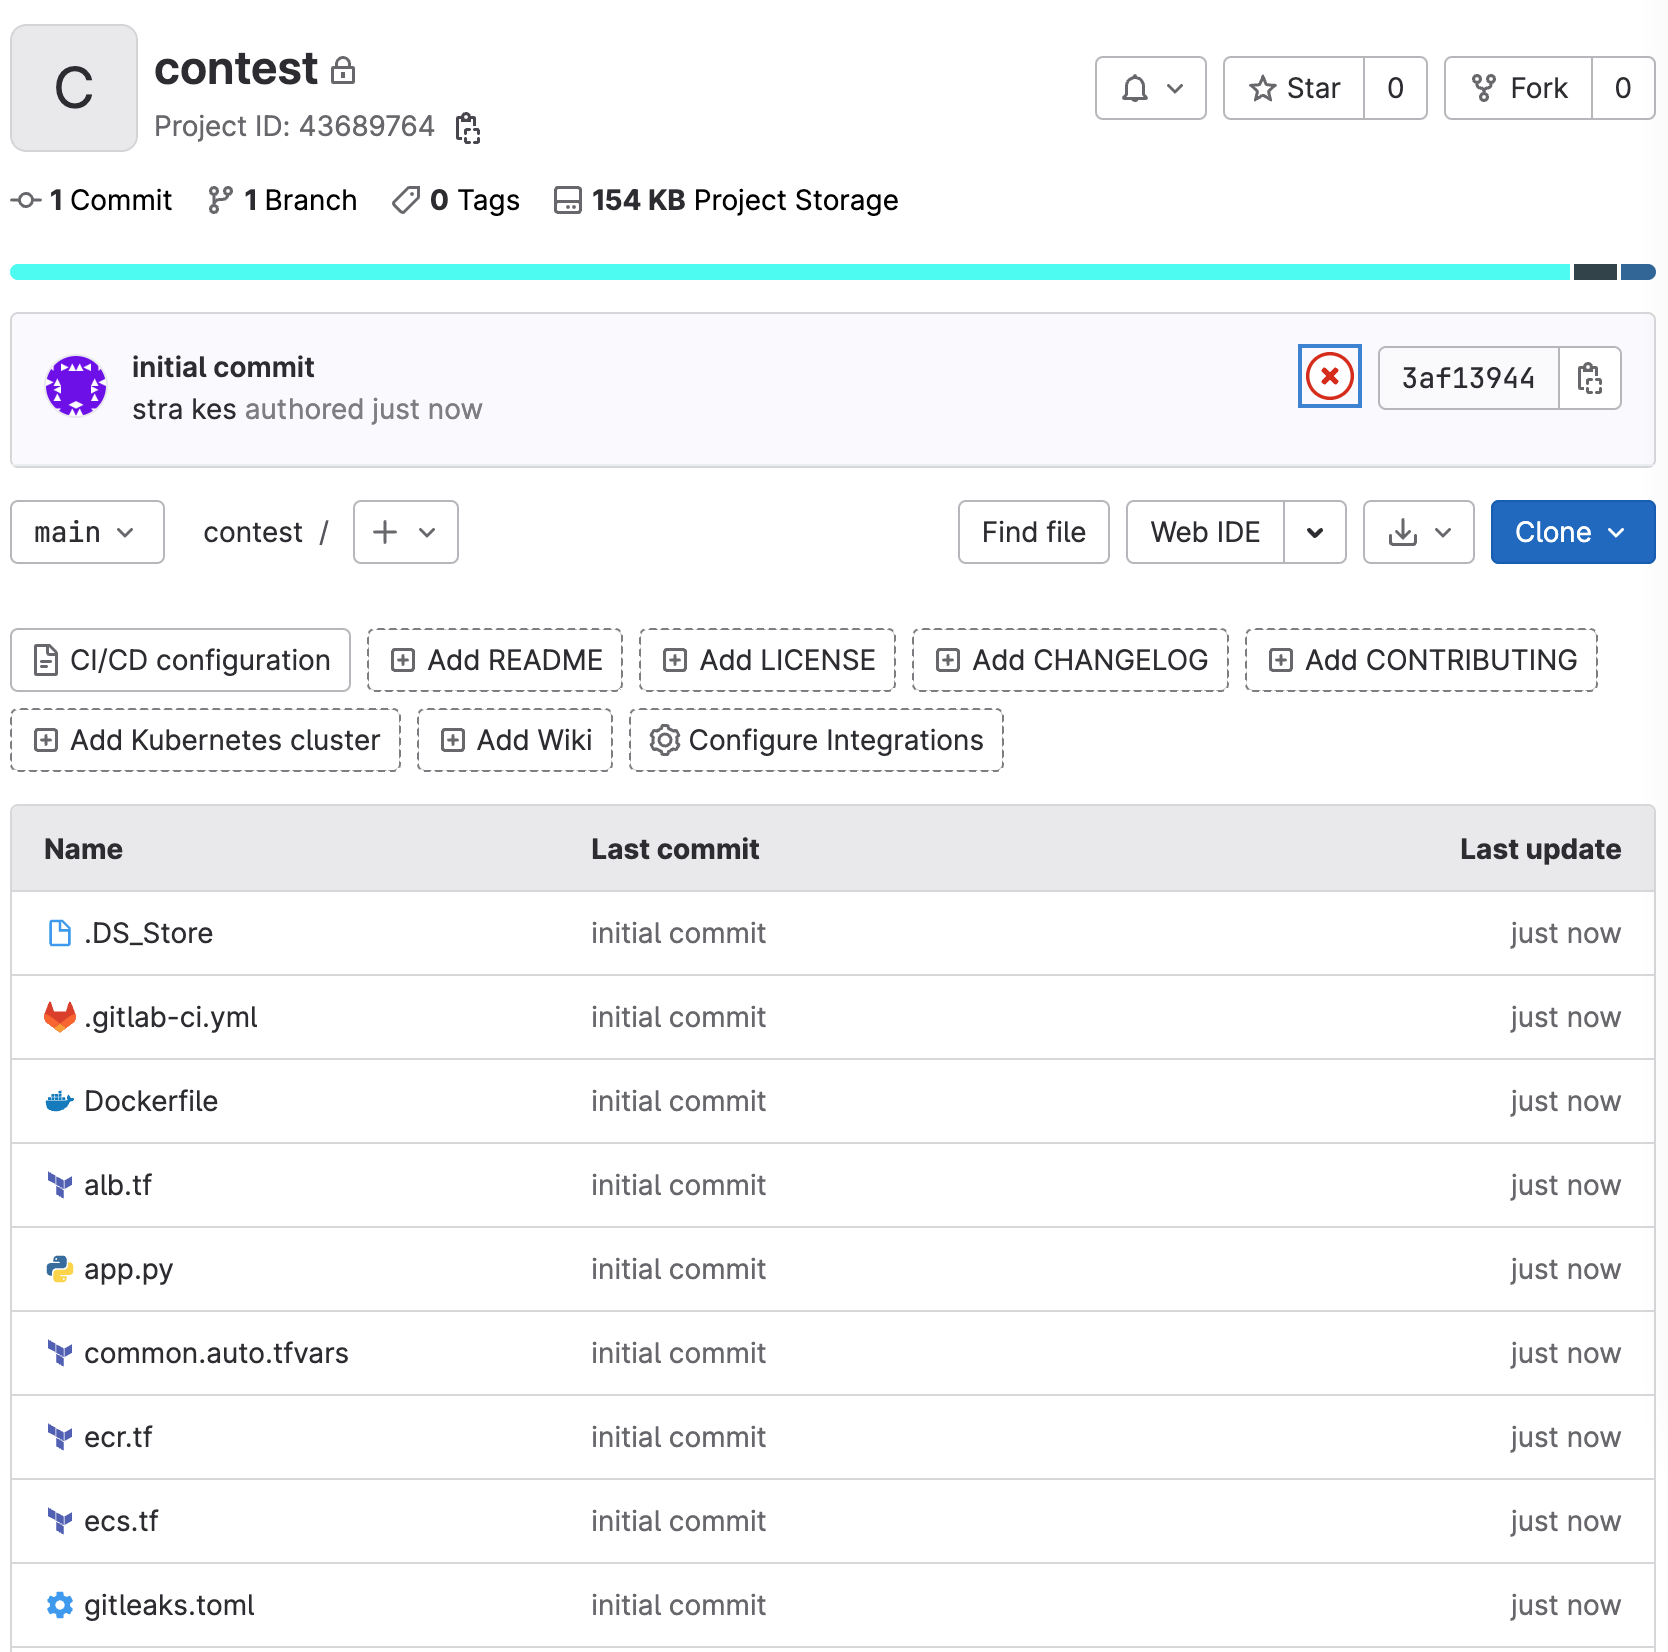 C
contest
Project ID: 43689764
Star 0
Fork 0
1 Commit 1 Branch 0 Tags 154 KB Project Storage
initial commit
stra kes authored just now
3af13944
main contest / Find file Web IDE Clone
CI/CD configuration Add README Add LICENSE Add CHANGELOG Add CONTRIBUTING
Add Kubernetes cluster Add Wiki Configure Integrations
Name Last commit Last update
.DS_Store initial commit just now
.gitlab-ci.yml initial commit just now
Dockerfile initial commit just now
alb.tf initial commit just now
app.py initial commit just now
common.auto.tfvars initial commit just now
ecr.tf initial commit just now
ecs.tf initial commit just now
gitleaks.toml initial commit just now